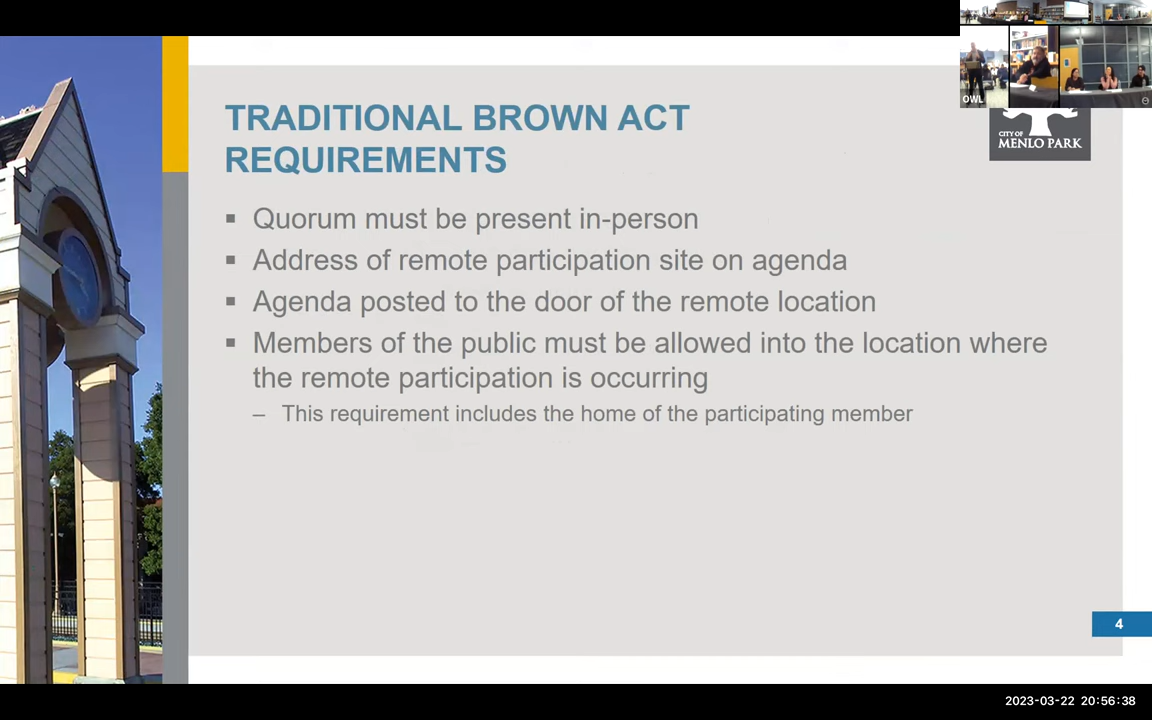 OWL
CITY OF
MENLO PARK
TRADITIONAL BROWN ACT
REQUIREMENTS
▪ Quorum must be present in-person
▪ Address of remote participation site on agenda
▪ Agenda posted to the door of the remote location
▪ Members of the public must be allowed into the location where
the remote participation is occurring
– This requirement includes the home of the participating member
4
2023-03-22 20:56:38